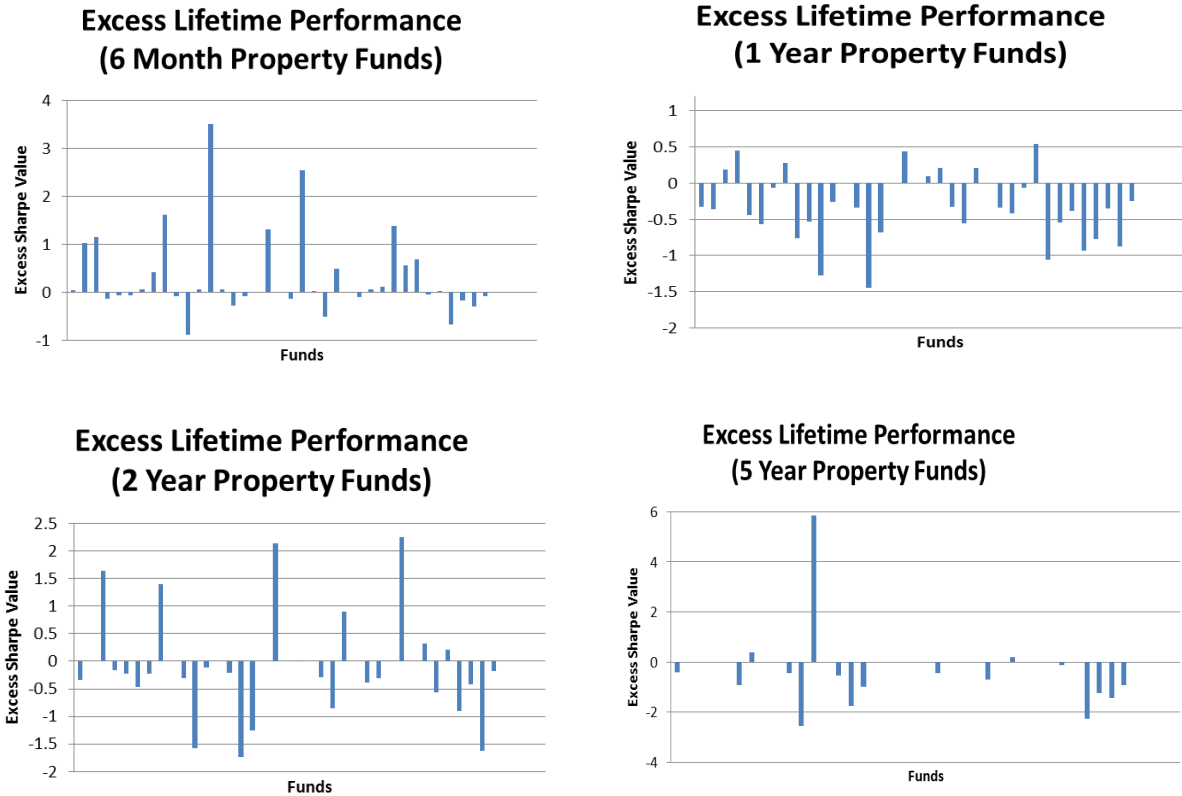 Excess Lifetime Performance
(6 Month Property Funds)
4
3
2
1
0
-1
Excess Sharpe Value
Funds
Excess Lifetime Performance
(1 Year Property Funds)
1
0.5
0
-0.5
-1
-1.5
-2
Excess Sharpe Value
Funds
Excess Lifetime Performance
(2 Year Property Funds)
2.5
2
1.5
1
0.5
0
-0.5
-1
-1.5
-2
Excess Sharpe Value
Funds
Excess Lifetime Performance
(5 Year Property Funds)
6
4
2
0
-2
-4
Excess Sharpe Value
Funds